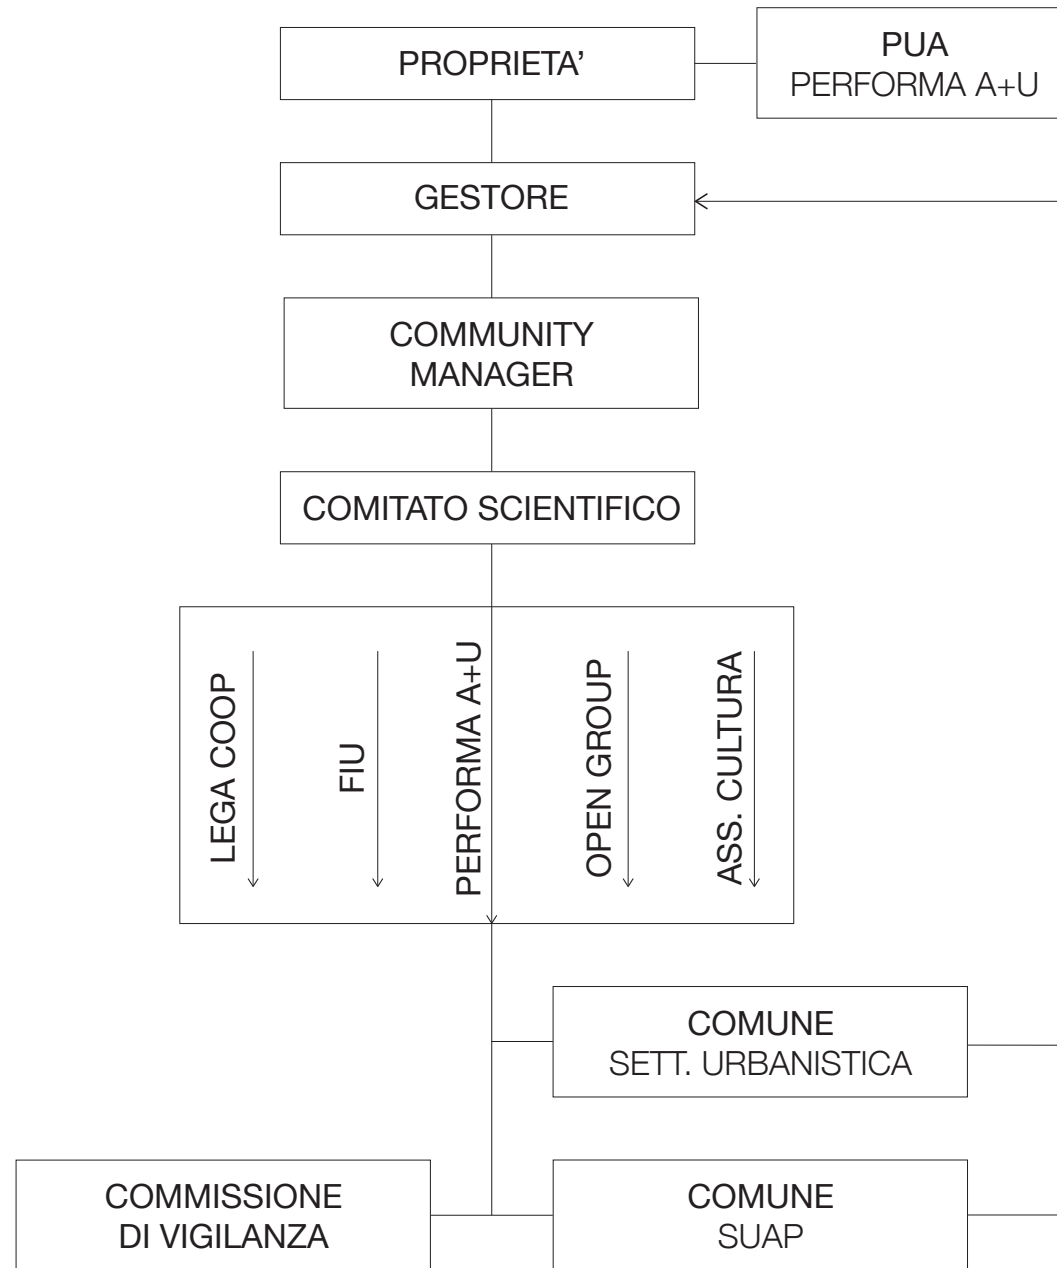 PROPRIETA’
PUA
PERFORMA A+U
GESTORE
COMMUNITY
MANAGER
COMITATO SCIENTIFICO
LEGA COOP
FIU
PERFORMA A+U
OPEN GROUP
ASS. CULTURA
COMUNE
SETT. URBANISTICA
COMMISSIONE
DI VIGILANZA
COMUNE
SUAP